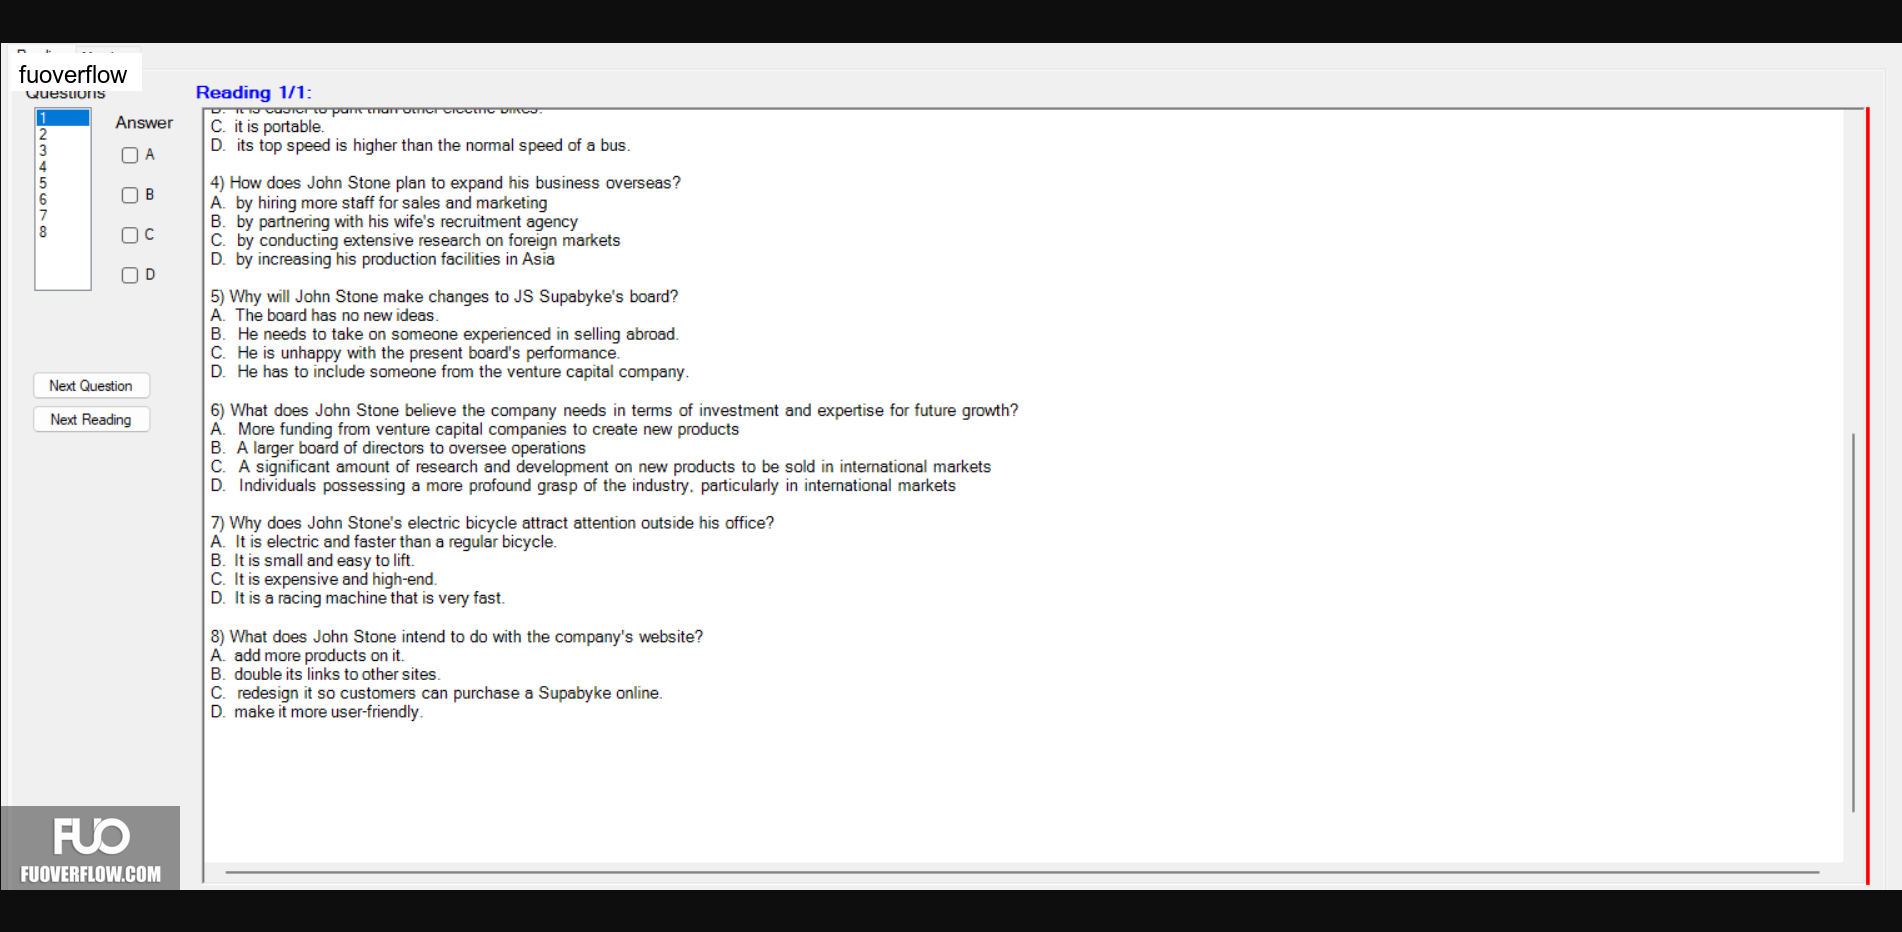 fuoverflow
Questions
Reading 1/1:
1
2
3
4
5
6
7
8
Answer
A
B
C
D
Next Question
Next Reading
B. it is easier to park than other electric bikes.
C. it is portable.
D. its top speed is higher than the normal speed of a bus.
4) How does John Stone plan to expand his business overseas?
A. by hiring more staff for sales and marketing
B. by partnering with his wife's recruitment agency
C. by conducting extensive research on foreign markets
D. by increasing his production facilities in Asia
5) Why will John Stone make changes to JS Supabyke's board?
A. The board has no new ideas.
B. He needs to take on someone experienced in selling abroad.
C. He is unhappy with the present board's performance.
D. He has to include someone from the venture capital company.
6) What does John Stone believe the company needs in terms of investment and expertise for future growth?
A. More funding from venture capital companies to create new products
B. A larger board of directors to oversee operations
C. A significant amount of research and development on new products to be sold in international markets
D. Individuals possessing a more profound grasp of the industry, particularly in international markets
7) Why does John Stone's electric bicycle attract attention outside his office?
A. It is electric and faster than a regular bicycle.
B. It is small and easy to lift.
C. It is expensive and high-end.
D. It is a racing machine that is very fast.
8) What does John Stone intend to do with the company's website?
A. add more products on it.
B. double its links to other sites.
C. redesign it so customers can purchase a Supabyke online.
D. make it more user-friendly.
FUO
FUOVERFLOW.COM